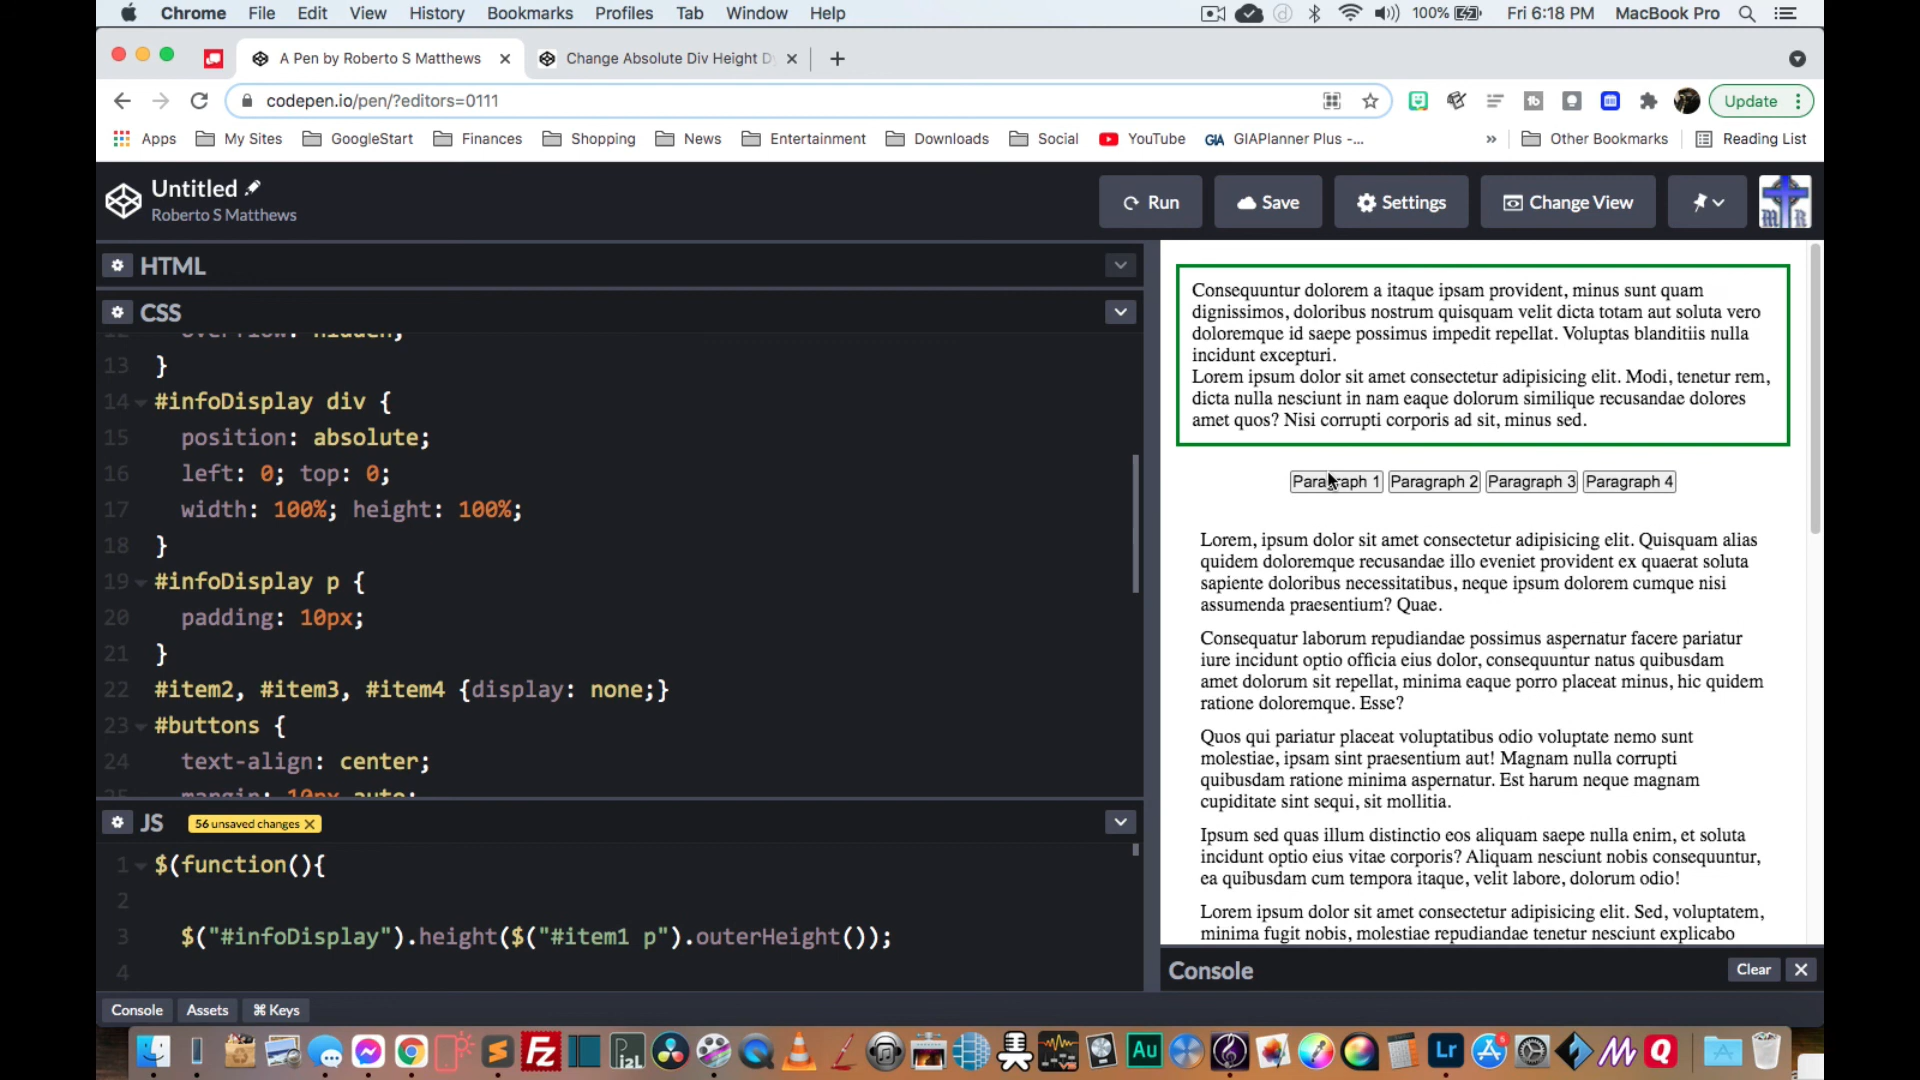 Chrome File Edit View History Bookmarks Profiles Tab Window Help 100% Fri 6:18 PM MacBook Pro
A Pen by Roberto S Matthews Change Absolute Div Height D
codepen.io/pen/?editors=0111 Update
Apps My Sites GoogleStart Finances Shopping News Entertainment Downloads Social YouTube GIA GIAPlanner Plus -... » Other Bookmarks Reading List
Untitled
Roberto S Matthews
Run Save Settings Change View
HTML
CSS
12 overflow: hidden;
13 }
14 #infoDisplay div {
15 position: absolute;
16 left: 0; top: 0;
17 width: 100%; height: 100%;
18 }
19 #infoDisplay p {
20 padding: 10px;
21 }
22 #item2, #item3, #item4 {display: none;}
23 #buttons {
24 text-align: center;
25 margin: 10px auto;
JS 56 unsaved changes X
1 $(function(){
2
3 $("#infoDisplay").height($("#item1 p").outerHeight());
4
Console Assets ⌘ Keys
Consequuntur dolorem a itaque ipsam provident, minus sunt quam
dignissimos, doloribus nostrum quisquam velit dicta totam aut soluta vero
doloremque id saepe possimus impedit repellat. Voluptas blanditiis nulla
incidunt excepturi.
Lorem ipsum dolor sit amet consectetur adipisicing elit. Modi, tenetur rem,
dicta nulla nesciunt in nam eaque dolorum similique recusandae dolores
amet quos? Nisi corrupti corporis ad sit, minus sed.
Paragraph 1 Paragraph 2 Paragraph 3 Paragraph 4
Lorem, ipsum dolor sit amet consectetur adipisicing elit. Quisquam alias
quidem doloremque recusandae illo eveniet provident ex quaerat soluta
sapiente doloribus necessitatibus, neque ipsum dolorem cumque nisi
assumenda praesentium? Quae.
Consequatur laborum repudiandae possimus aspernatur facere pariatur
iure incidunt optio officia eius dolor, consequuntur natus quibusdam
amet dolorum sit repellat, minima eaque porro placeat minus, hic quidem
ratione doloremque. Esse?
Quos qui pariatur placeat voluptatibus odio voluptate nemo sunt
molestiae, ipsam sint praesentium aut! Magnam nulla corrupti
quibusdam ratione minima aspernatur. Est harum neque magnam
cupiditate sint sequi, sit mollitia.
Ipsum sed quas illum distinctio eos aliquam saepe nulla enim, et soluta
incidunt optio eius vitae corporis? Aliquam nesciunt nobis consequuntur,
ea quibusdam cum tempora itaque, velit labore, dolorum odio!
Lorem ipsum dolor sit amet consectetur adipisicing elit. Sed, voluptatem,
minima fugit nobis, molestiae repudiandae tenetur nesciunt explicabo
Console Clear
Fz Au Lr